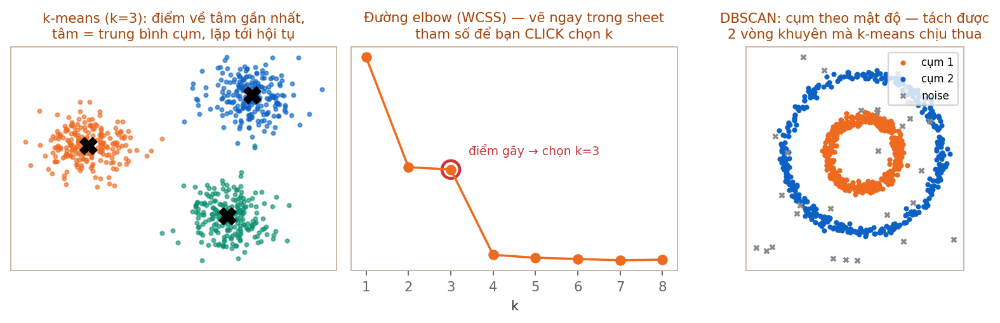 k-means (k=3): điểm về tâm gần nhất,
tâm = trung bình cụm, lặp tới hội tụ
Đường elbow (WCSS) — vẽ ngay trong sheet
tham số để bạn CLICK chọn k
điểm gãy → chọn k=3
1 2 3 4 5 6 7 8
k
DBSCAN: cụm theo mật độ — tách được
2 vòng khuyên mà k-means chịu thua
cụm 1
cụm 2
noise